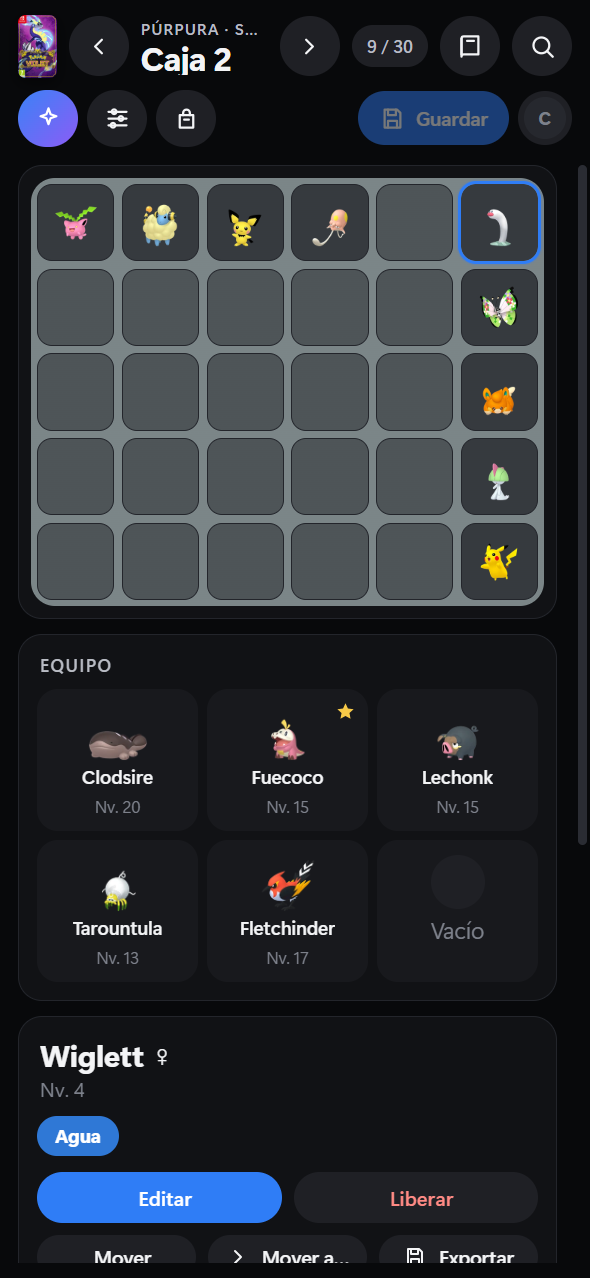 PÚRPURA · S...
Caja 2
9 / 30
Guardar
C
EQUIPO
Clodsire
Nv. 20
Fuecoco
Nv. 15
Lechonk
Nv. 15
Tarountula
Nv. 13
Fletchinder
Nv. 17
Vacío
Wiglett ♀
Nv. 4
Agua
Editar
Liberar
Mover
Mover a...
Exportar